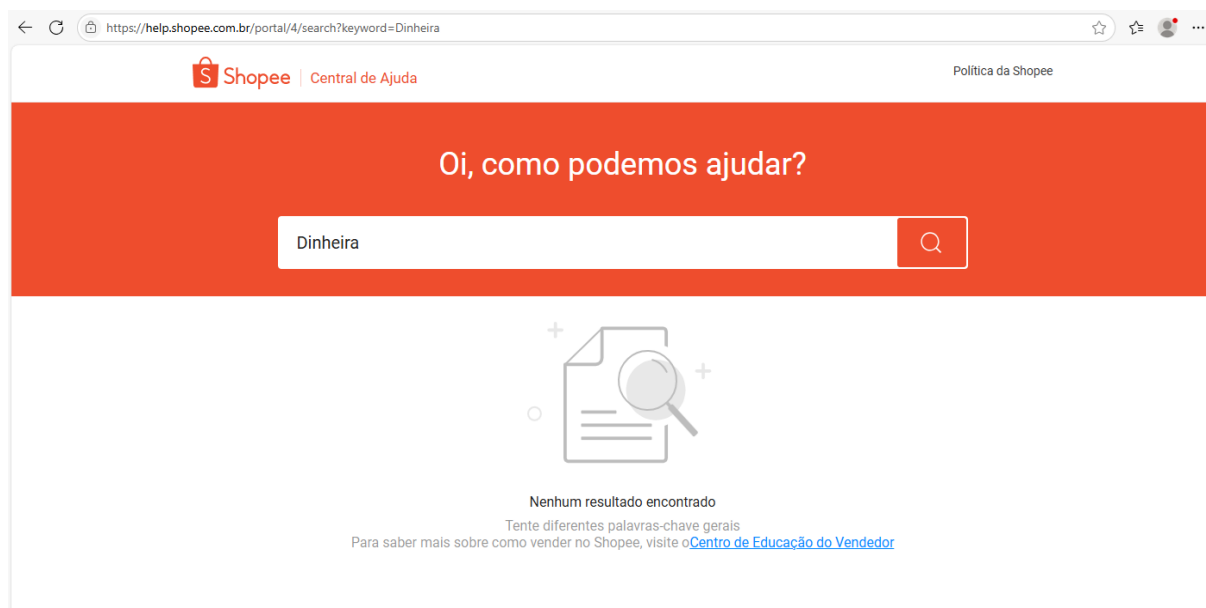 https://help.shopee.com.br/portal/4/search?keyword=Dinheira
S Shopee | Central de Ajuda
Política da Shopee
Oi, como podemos ajudar?
Dinheira
Nenhum resultado encontrado
Tente diferentes palavras-chave gerais
Para saber mais sobre como vender no Shopee, visite oCentro de Educação do Vendedor